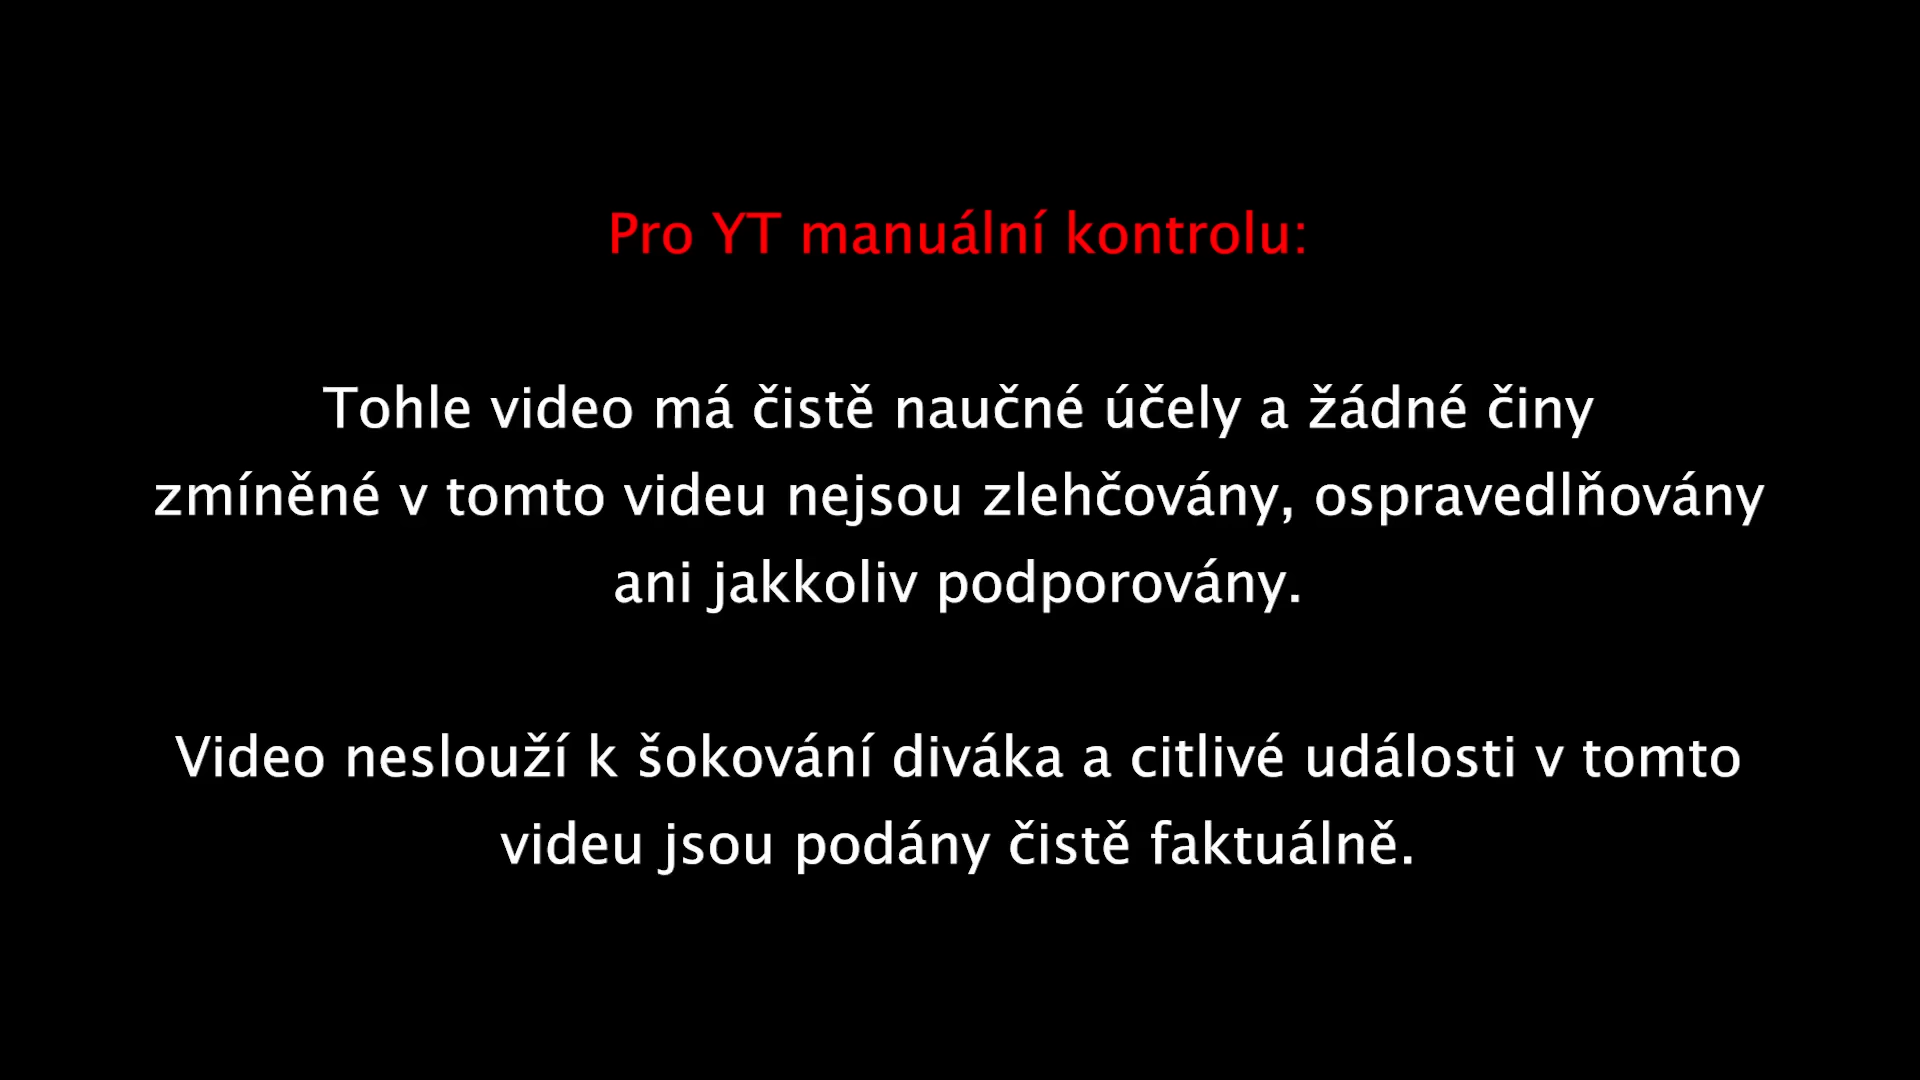 Pro YT manuální kontrolu:
Tohle video má čistě naučné účely a žádné činy
zmíněné v tomto videu nejsou zlehčovány, ospravedlňovány
ani jakkoliv podporovány.
Video neslouží k šokování diváka a citlivé události v tomto
videu jsou podány čistě faktuálně.